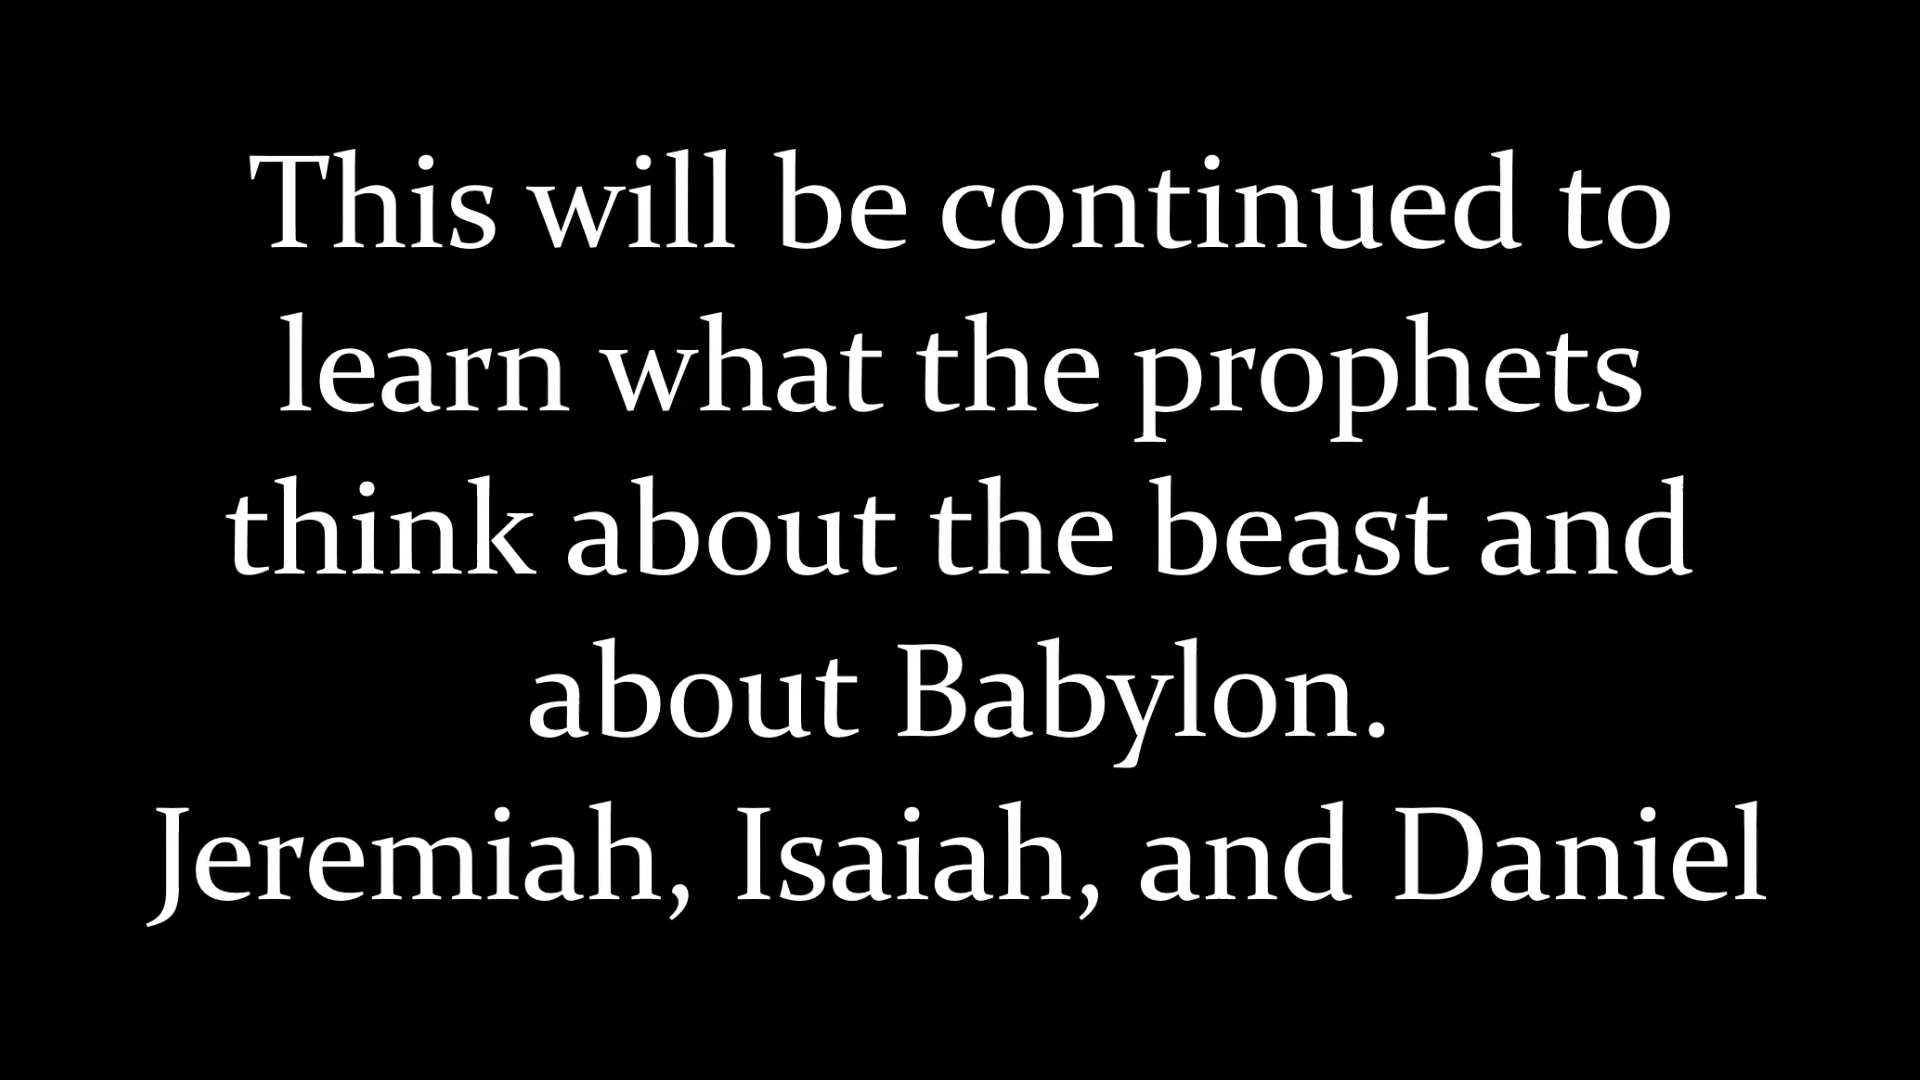 This will be continued to
learn what the prophets
think about the beast and
about Babylon.
Jeremiah, Isaiah, and Daniel